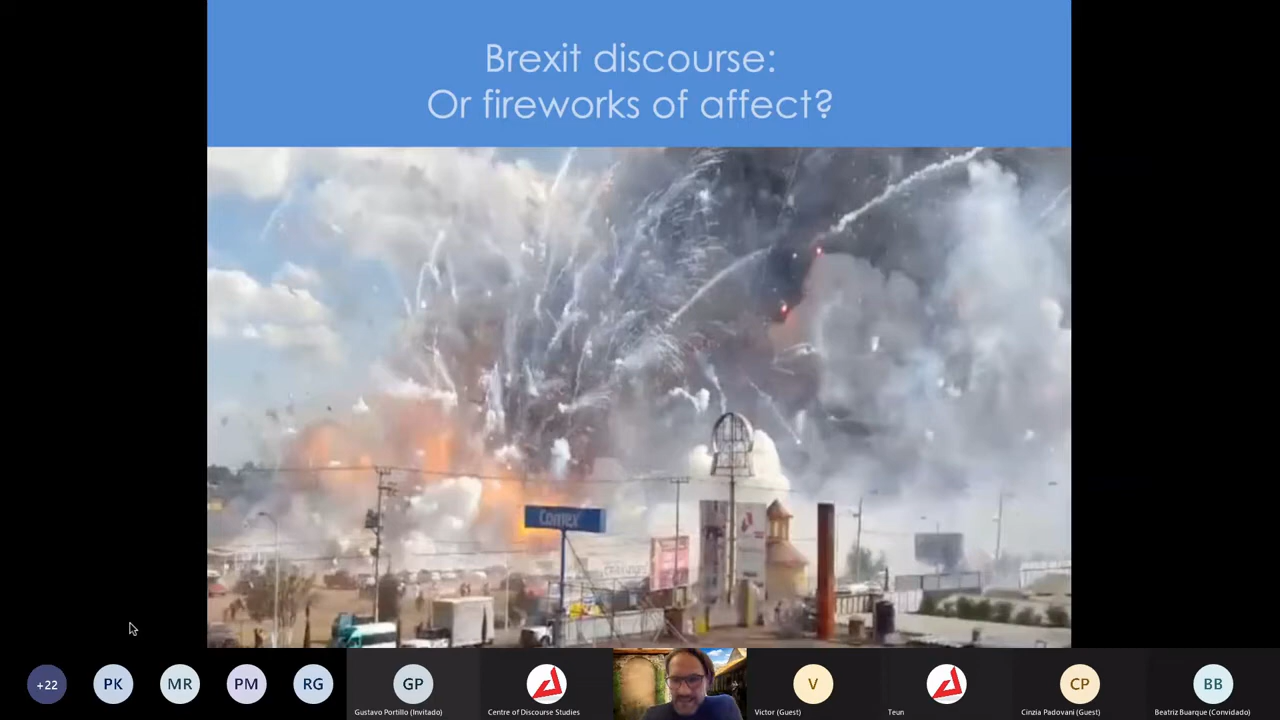 Brexit discourse:
Or fireworks of affect?
Comex
+22
PK
MR
PM
RG
GP
V
CP
BB
Gustavo Portillo (Invitado)
Centre of Discourse Studies
Victor (Guest)
Teun
Cinzia Padovani (Guest)
Beatriz Buarque (Convidado)